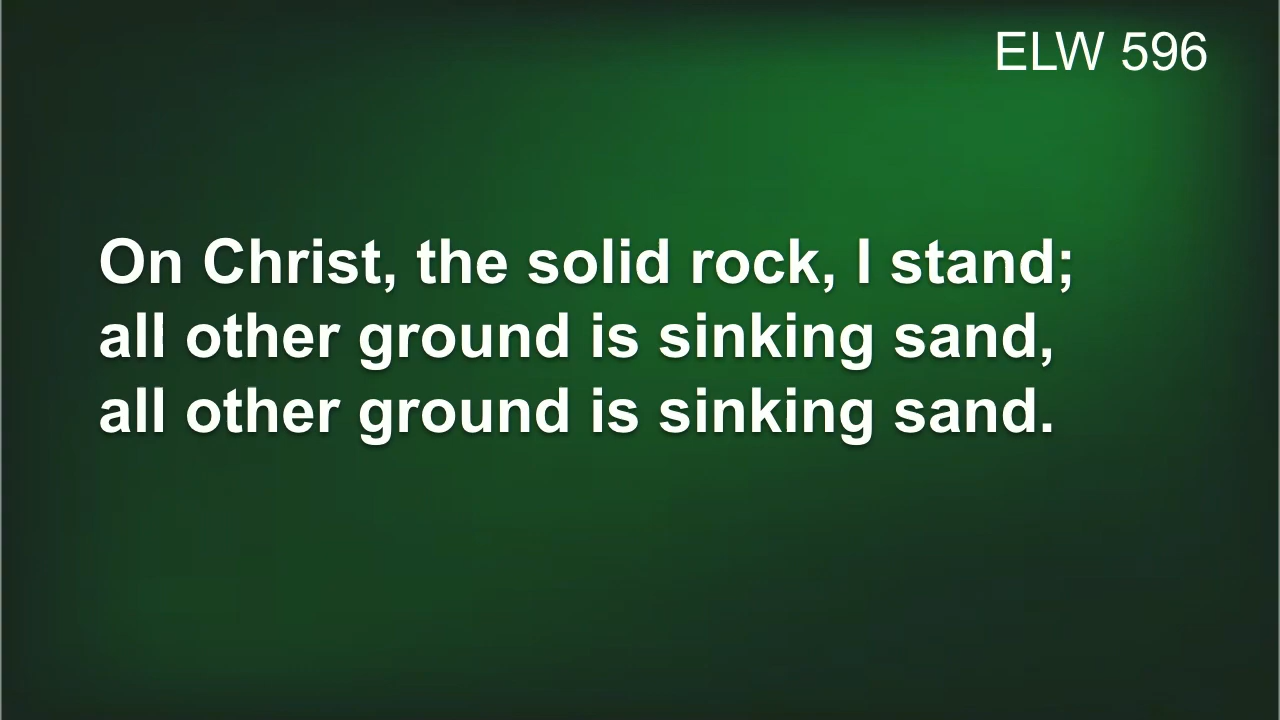 ELW 596
On Christ, the solid rock, I stand;
all other ground is sinking sand,
all other ground is sinking sand.